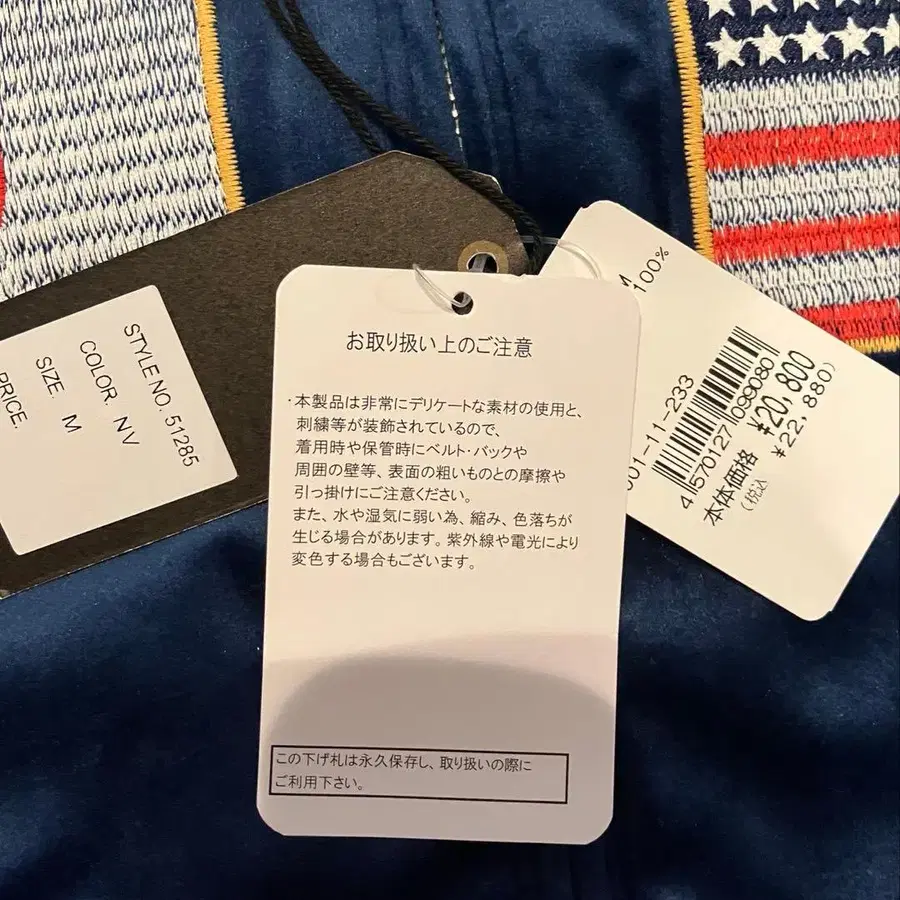 STYLE NO. 51285
COLOR. NV
SIZE. M
PRICE.
お取り扱い上のご注意
・本製品は非常にデリケートな素材の使用と、
刺繍等が装飾されているので、
着用時や保管時にベルト・バックや
周囲の壁等、表面の粗いものとの摩擦や
引っ掛けにご注意ください。
また、水や湿気に弱い為、縮み、色落ちが
生じる場合があります。紫外線や電光により
変色する場合もございます。
この下げ札は永久保存し、取り扱いの際に
ご利用下さい。
M
100%
001-11-233
4570127109908​0
本体価格 ¥20,800
(税込 ¥22,880)